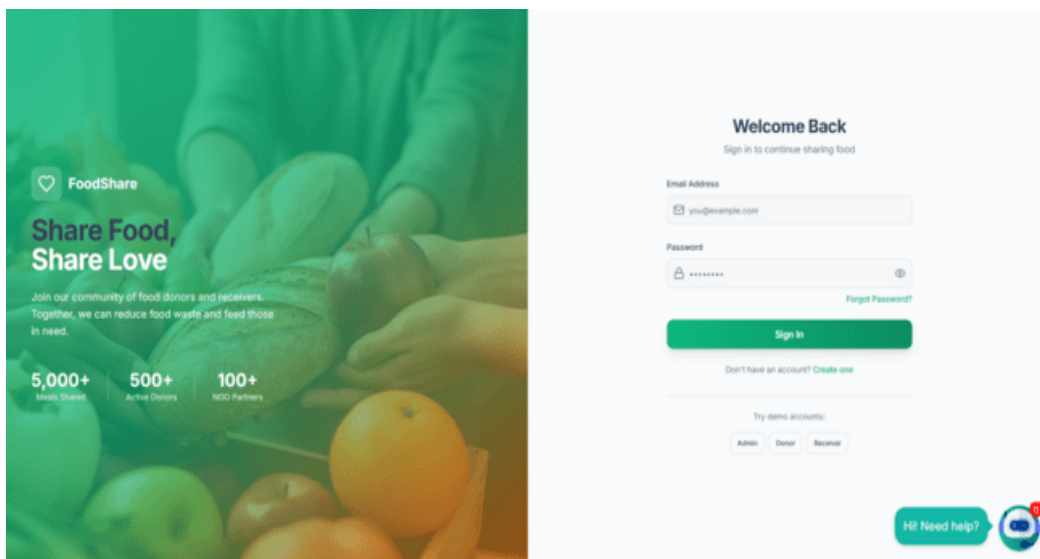 FoodShare
Share Food,
Share Love
Join our community of food donors and receivers.
Together, we can reduce food waste and feed those
in need.
5,000+ 500+ 100+
Meals Shared Active Donors NGO Partners
Welcome Back
Sign in to continue sharing food
Email Address
you@example.com
Password
••••••••
Forgot Password?
Sign In
Don't have an account? Create one
Try demo accounts:
Admin Donor Receiver
Hi! Need help?